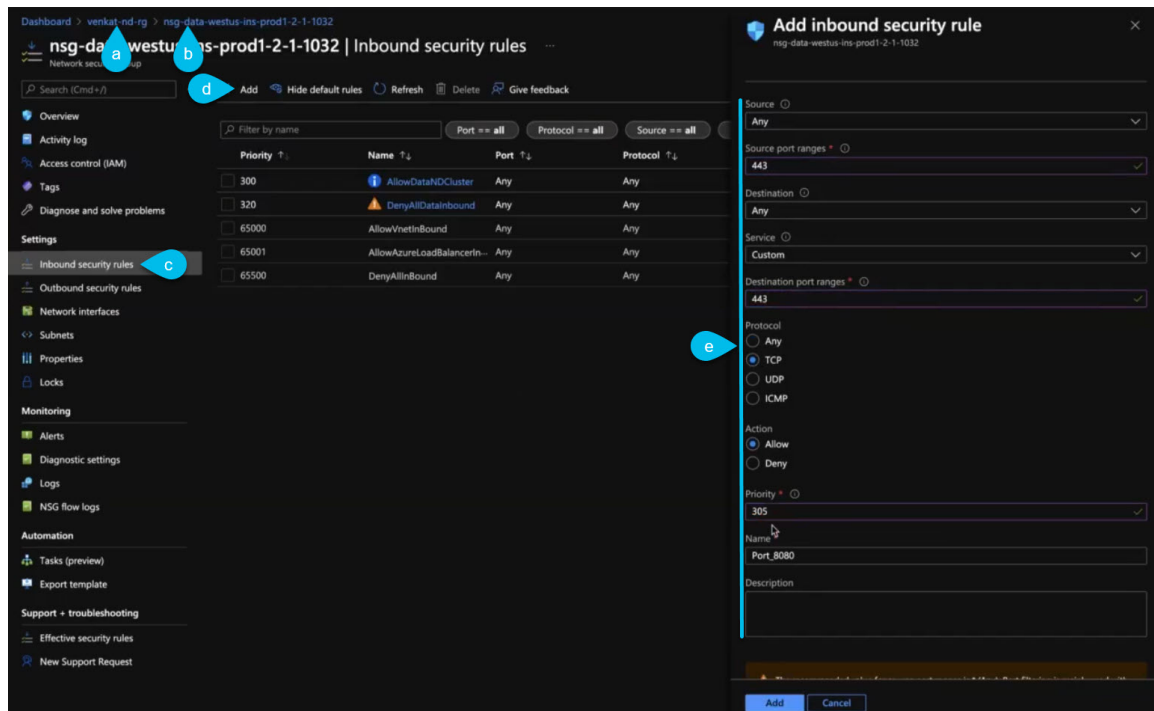 Dashboard > venkat-nd-rg > nsg-data-westus-ins-prod1-2-1-1032
nsg-da westus ns-prod1-2-1-1032 | Inbound security rules ...
Network secu up
a
b
Search (Cmd+/)
Overview
Activity log
Access control (IAM)
Tags
Diagnose and solve problems
Settings
Inbound security rules
c
Outbound security rules
Network interfaces
Subnets
Properties
Locks
Monitoring
Alerts
Diagnostic settings
Logs
NSG flow logs
Automation
Tasks (preview)
Export template
Support + troubleshooting
Effective security rules
New Support Request
d
Add Hide default rules Refresh Delete Give feedback
Filter by name Port == all Protocol == all Source == all
Priority ↑ Name ↑↓ Port ↑↓ Protocol ↑↓
300 AllowDataNDCluster Any Any
320 DenyAllDataInbound Any Any
65000 AllowVnetInBound Any Any
65001 AllowAzureLoadBalancerIn... Any Any
65500 DenyAllInBound Any Any
Add inbound security rule
nsg-data-westus-ins-prod1-2-1-1032
Source
Any
Source port ranges *
443
Destination
Any
Service
Custom
Destination port ranges *
443
e
Protocol
Any
TCP
UDP
ICMP
Action
Allow
Deny
Priority *
305
Name
Port_8080
Description
Add Cancel